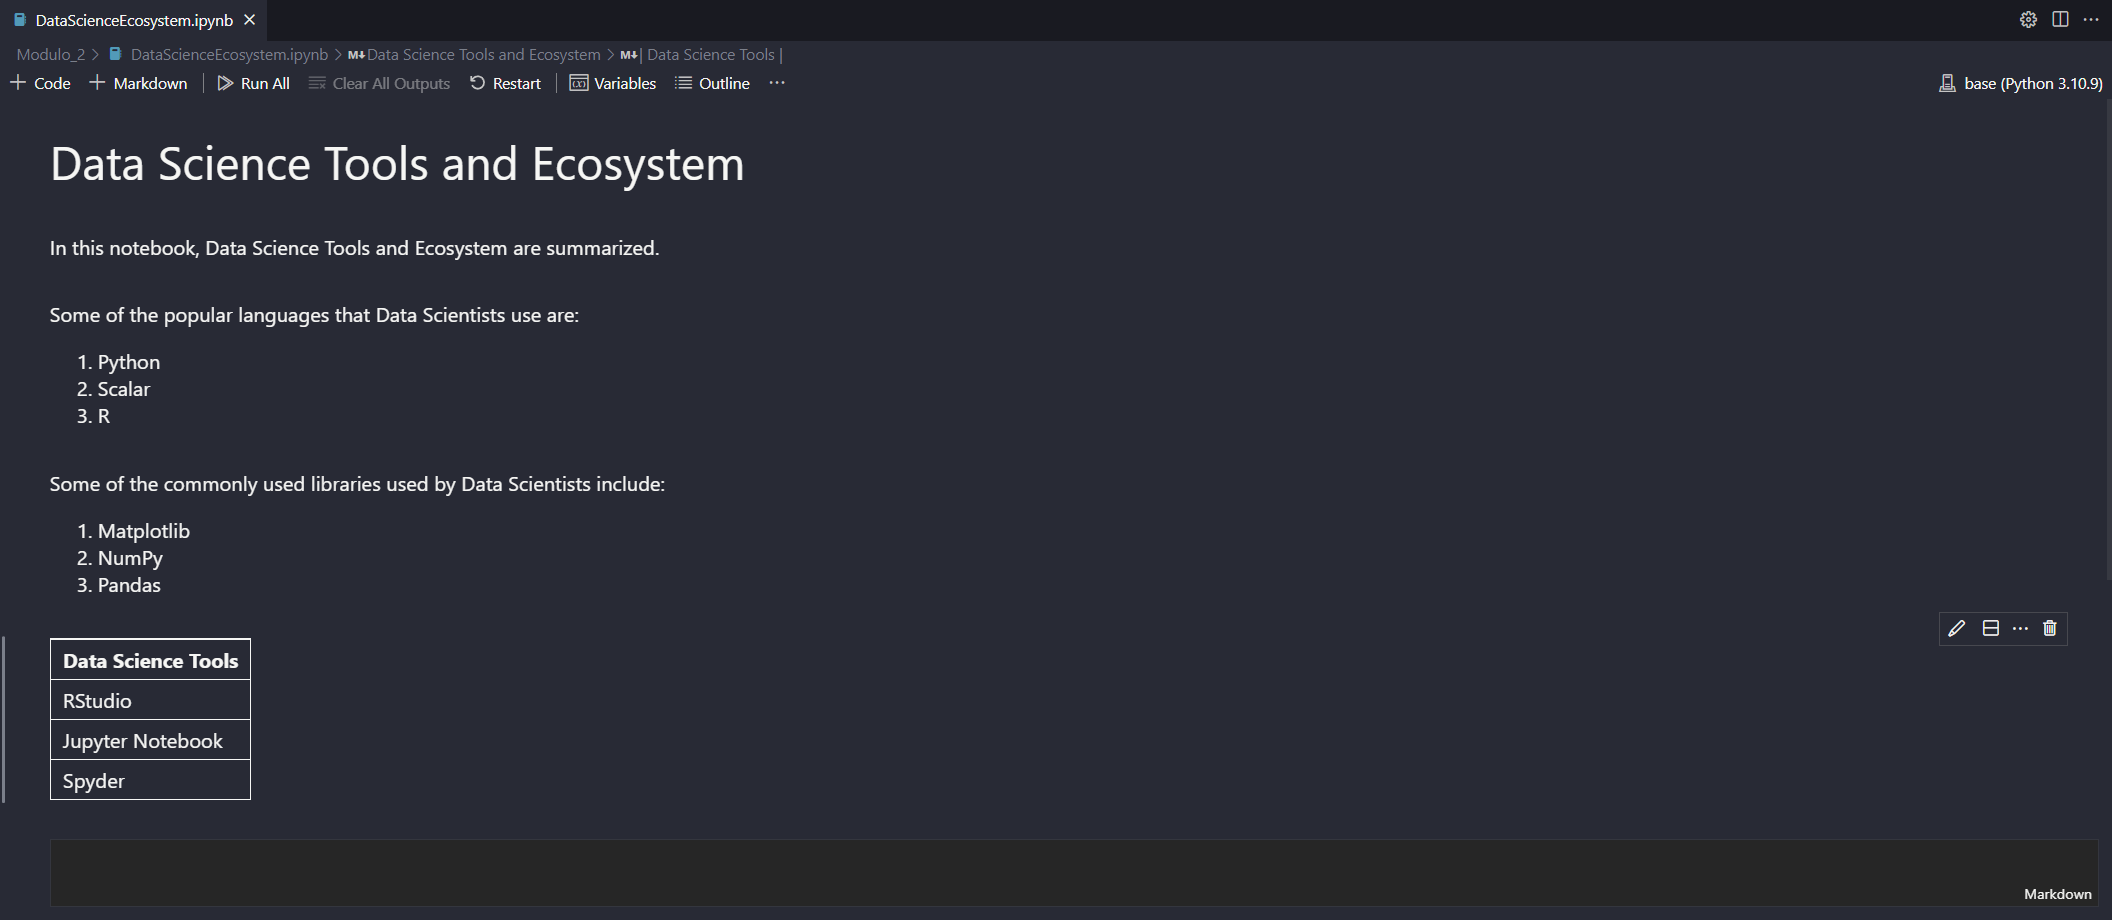 DataScienceEcosystem.ipynb
Modulo_2 > DataScienceEcosystem.ipynb > M↓Data Science Tools and Ecosystem > M↓| Data Science Tools |
+ Code + Markdown | Run All Clear All Outputs Restart | Variables Outline ··· base (Python 3.10.9)
Data Science Tools and Ecosystem
In this notebook, Data Science Tools and Ecosystem are summarized.
Some of the popular languages that Data Scientists use are:
1. Python
2. Scalar
3. R
Some of the commonly used libraries used by Data Scientists include:
1. Matplotlib
2. NumPy
3. Pandas
Data Science Tools
RStudio
Jupyter Notebook
Spyder
Markdown